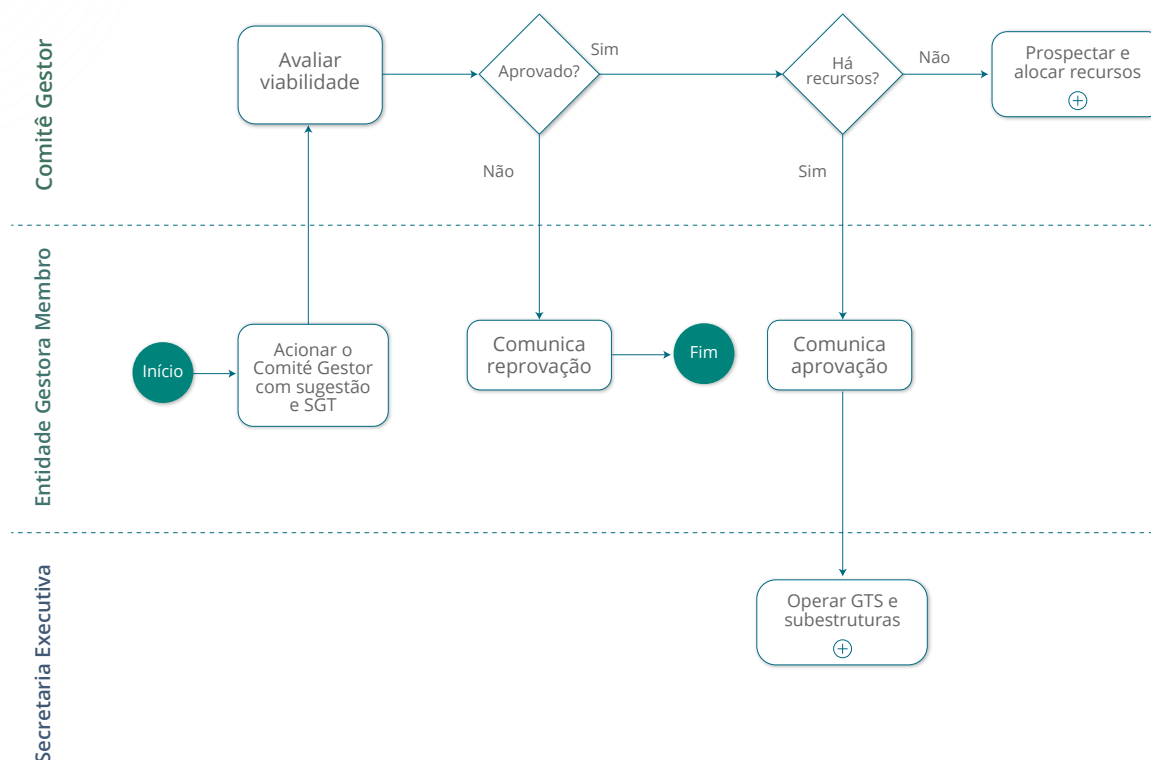 Comitê Gestor
Avaliar
viabilidade
Aprovado?
Sim
Não
Há
recursos?
Não
Sim
Prospectar e
alocar recursos
Entidade Gestora Membro
Início
Acionar o
Comité Gestor
com sugestão
e SGT
Comunica
reprovação
Fim
Comunica
aprovação
Secretaria Executiva
Operar GTS e
subestruturas